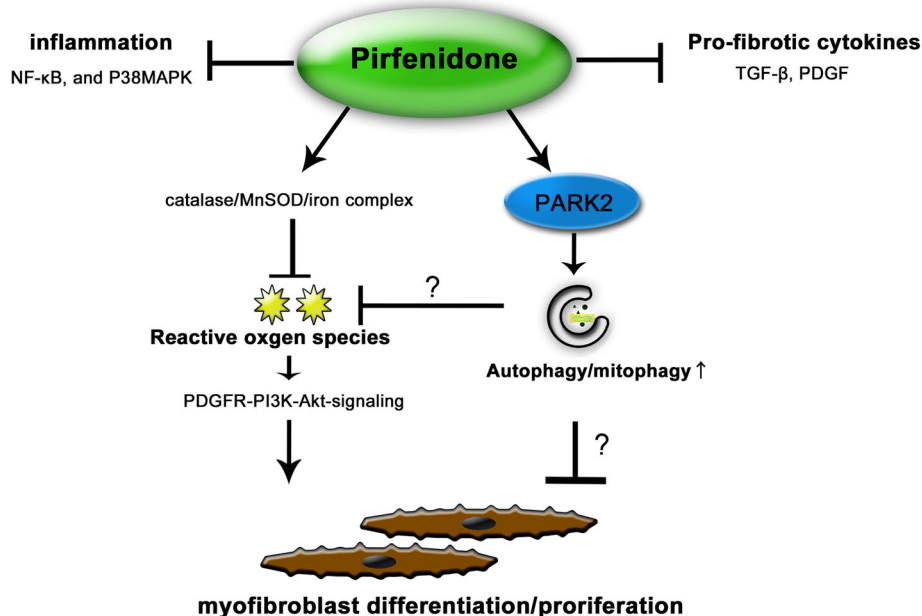 Pirfenidone
inflammation
NF-κB, and P38MAPK
Pro-fibrotic cytokines
TGF-β, PDGF
catalase/MnSOD/iron complex
PARK2
?
Reactive oxgen species
Autophagy/mitophagy ↑
PDGFR-PI3K-Akt-signaling
?
myofibroblast differentiation/proriferation